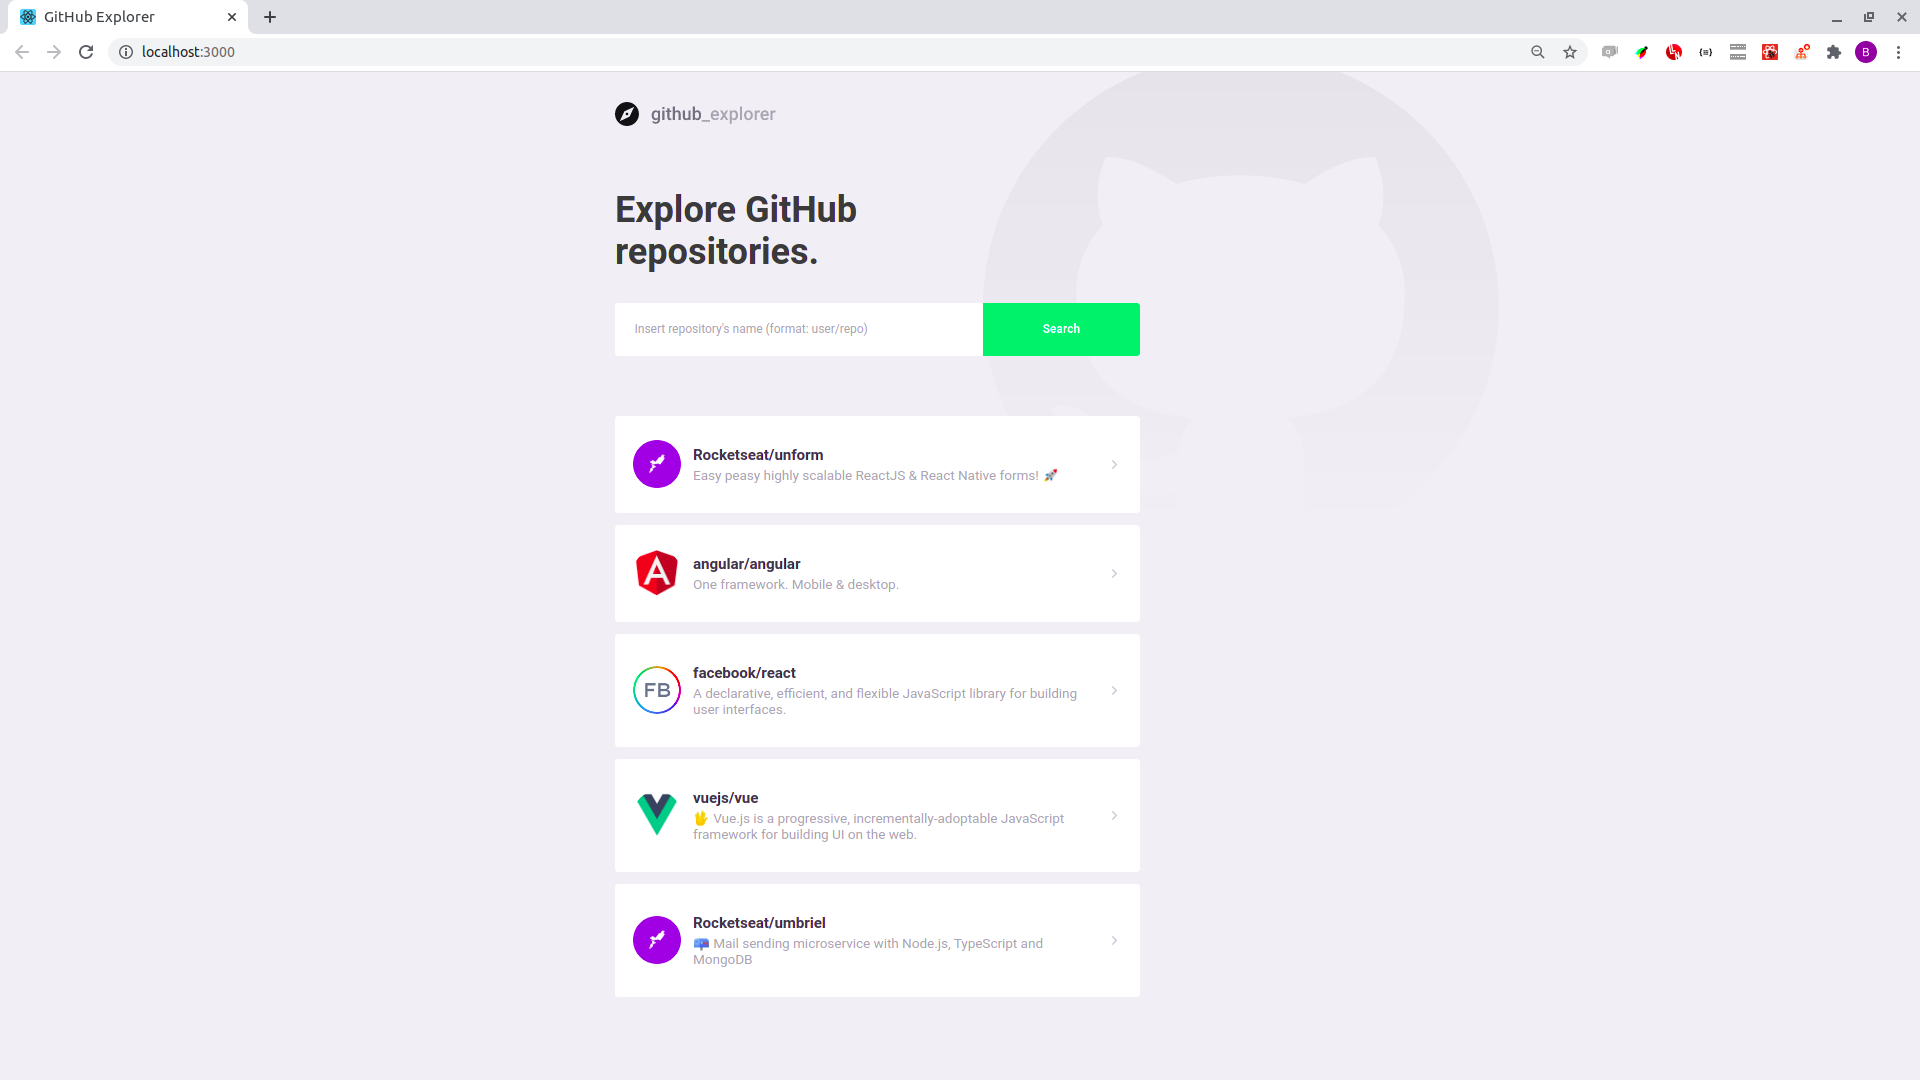 GitHub Explorer
localhost:3000
B
github_explorer
Explore GitHub
repositories.
Insert repository's name (format: user/repo)
Search
Rocketseat/unform
Easy peasy highly scalable ReactJS & React Native forms! 🚀
angular/angular
One framework. Mobile & desktop.
FB
facebook/react
A declarative, efficient, and flexible JavaScript library for building
user interfaces.
vuejs/vue
🖖 Vue.js is a progressive, incrementally-adoptable JavaScript
framework for building UI on the web.
Rocketseat/umbriel
📪 Mail sending microservice with Node.js, TypeScript and
MongoDB